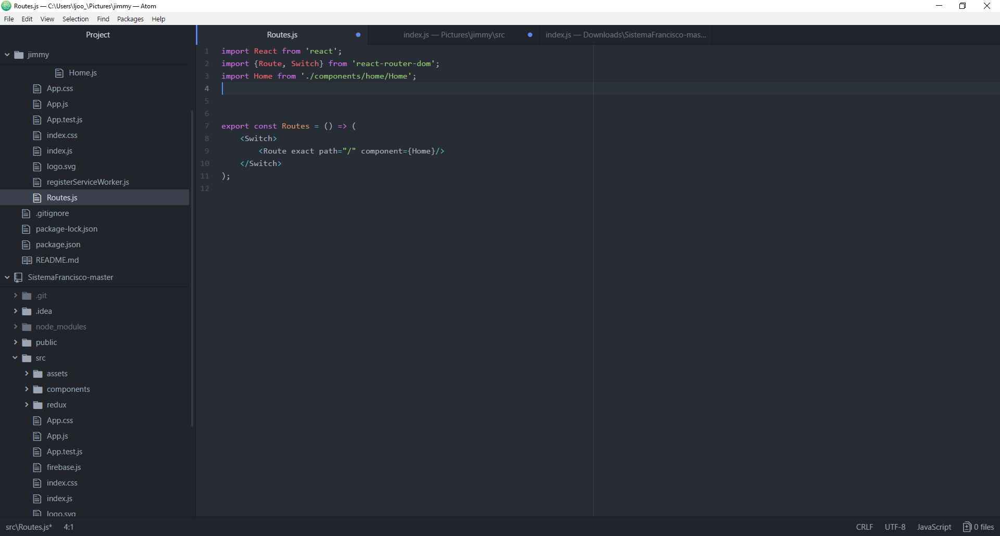 Routes.js — C:\Users\ljoo_\Pictures\jimmy — Atom
File Edit View Selection Find Packages Help
Project
jimmy
Home.js
App.css
App.js
App.test.js
index.css
index.js
logo.svg
registerServiceWorker.js
Routes.js
.gitignore
package-lock.json
package.json
README.md
SistemaFrancisco-master
.git
.idea
node_modules
public
src
assets
components
redux
App.css
App.js
App.test.js
firebase.js
index.css
index.js
logo.svg
Routes.js
index.js — Pictures\jimmy\src
index.js — Downloads\SistemaFrancisco-mas...
1 import React from 'react';
2 import {Route, Switch} from 'react-router-dom';
3 import Home from './components/home/Home';
4
5
6
7 export const Routes = () => (
8 <Switch>
9 <Route exact path="/" component={Home}/>
10 </Switch>
11 );
12
src\Routes.js* 4:1
CRLF UTF-8 JavaScript 0 files